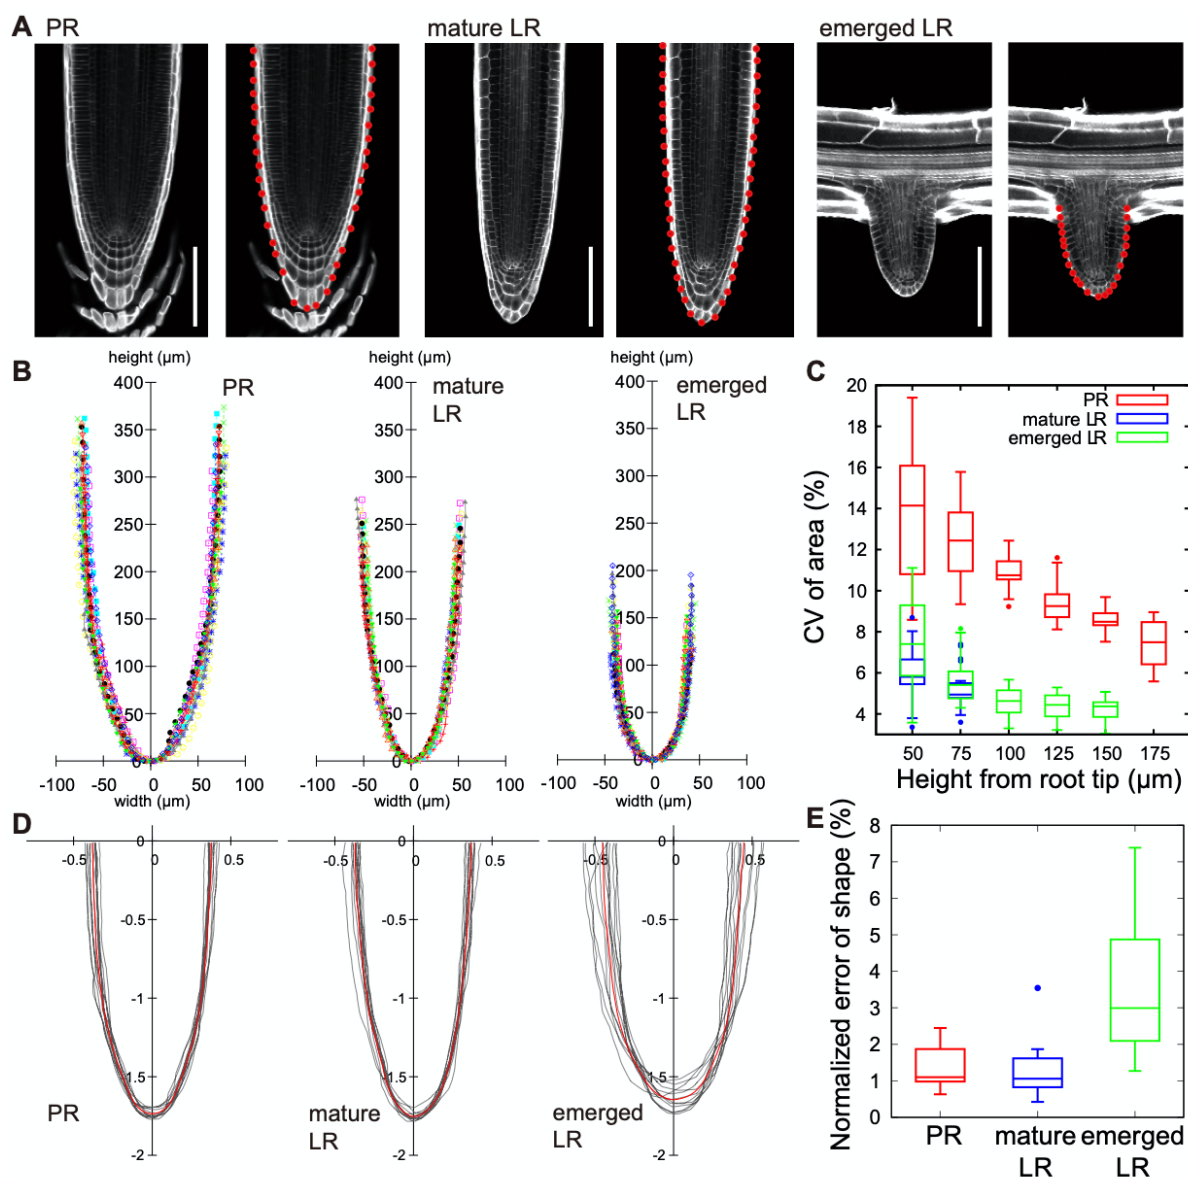 A PR mature LR emerged LR
B
height (µm) height (µm) height (µm)
PR mature LR emerged LR
400 400 400
350 350 350
300 300 300
250 250 250
200 200 200
150 150 150
100 100 100
50 50 50
0 0 0
-100 -50 0 50 100 -100 -50 0 50 100 -100 -50 0 50 100
width (µm) width (µm) width (µm)
C
CV of area (%)
20
18
16
14
12
10
8
6
4
PR
mature LR
emerged LR
50 75 100 125 150 175
Height from root tip (µm)
D
0 0 0
-0.5 0 0.5 -0.5 0 0.5 -0.5 0 0.5
-0.5 -0.5 -0.5
-1 -1 -1
-1.5 -1.5 -1.5
-2 -2 -2
PR mature LR emerged LR
E
Normalized error of shape (%)
8
7
6
5
4
3
2
1
0
PR mature LR emerged LR